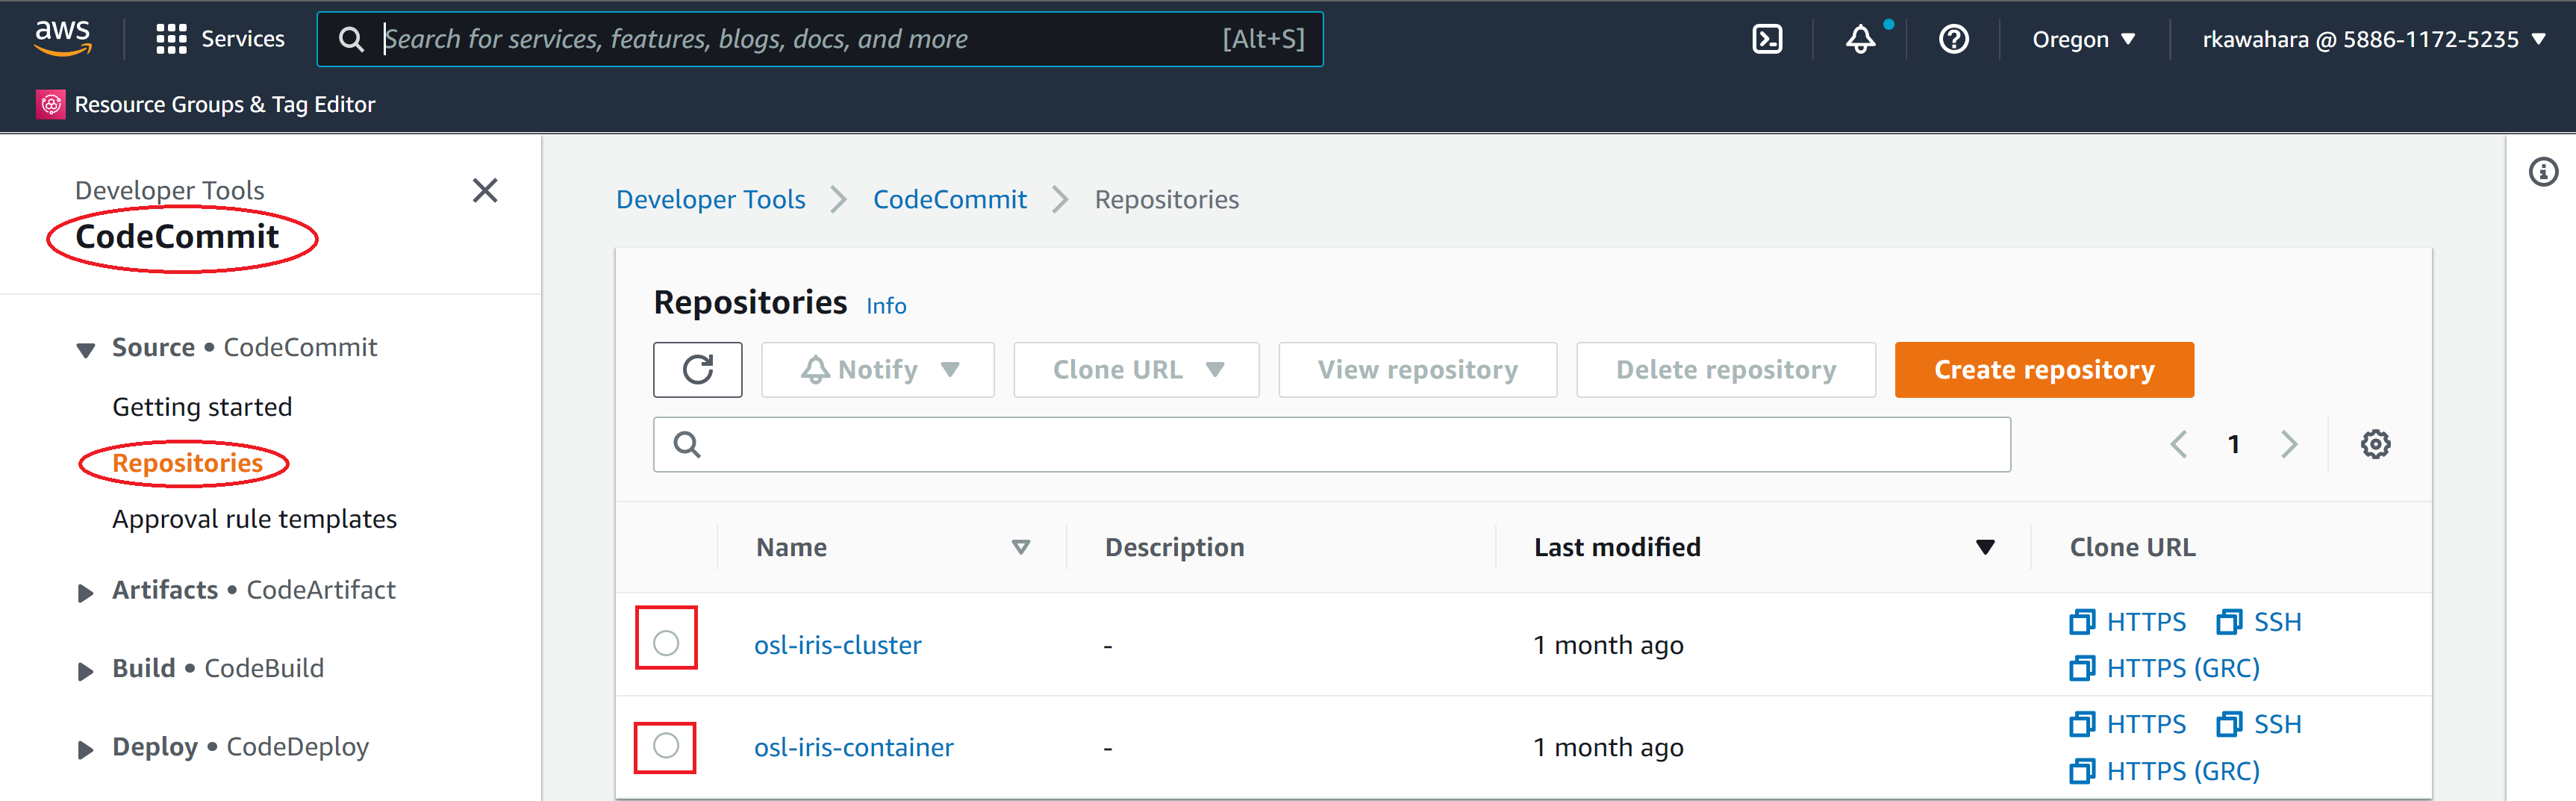 aws
Services
Search for services, features, blogs, docs, and more
[Alt+S]
Oregon
rkawahara @ 5886-1172-5235
Resource Groups & Tag Editor
Developer Tools
CodeCommit
Source • CodeCommit
Getting started
Repositories
Approval rule templates
Artifacts • CodeArtifact
Build • CodeBuild
Deploy • CodeDeploy
Developer Tools
CodeCommit
Repositories
Repositories Info
Notify
Clone URL
View repository
Delete repository
Create repository
1
Name
Description
Last modified
Clone URL
osl-iris-cluster
-
1 month ago
HTTPS
SSH
HTTPS (GRC)
osl-iris-container
-
1 month ago
HTTPS
SSH
HTTPS (GRC)